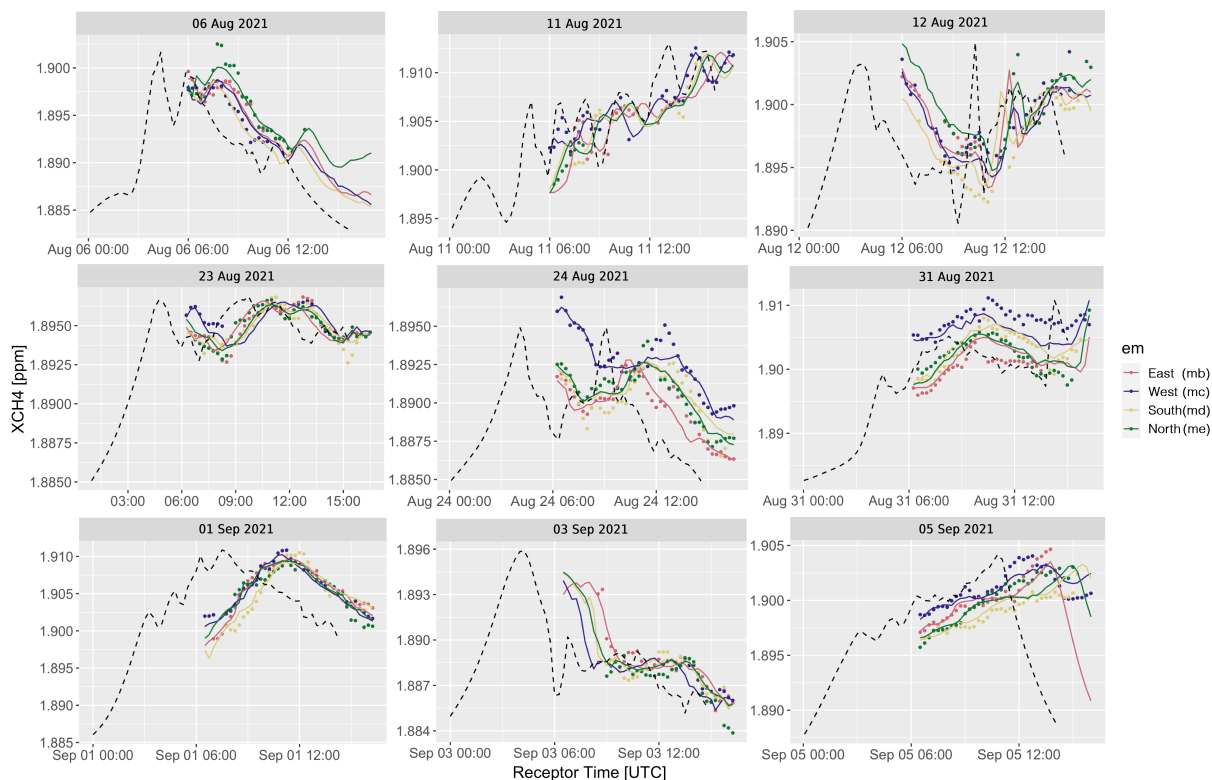 06 Aug 2021
11 Aug 2021
12 Aug 2021
1.900
1.895
1.890
1.885
1.910
1.905
1.900
1.895
1.905
1.900
1.895
1.890
Aug 06 00:00 Aug 06 06:00 Aug 06 12:00
Aug 11 00:00 Aug 11 06:00 Aug 11 12:00
Aug 12 00:00 Aug 12 06:00 Aug 12 12:00
23 Aug 2021
24 Aug 2021
31 Aug 2021
XCH4 [ppm]
1.8950
1.8925
1.8900
1.8875
1.8850
1.8950
1.8925
1.8900
1.8875
1.8850
1.91
1.90
1.89
03:00 06:00 09:00 12:00 15:00
Aug 24 00:00 Aug 24 06:00 Aug 24 12:00
Aug 31 00:00 Aug 31 06:00 Aug 31 12:00
01 Sep 2021
03 Sep 2021
05 Sep 2021
1.910
1.905
1.900
1.895
1.890
1.885
1.896
1.893
1.890
1.887
1.884
1.905
1.900
1.895
1.890
Sep 01 00:00 Sep 01 06:00 Sep 01 12:00
Sep 03 00:00 Sep 03 06:00 Sep 03 12:00
Sep 05 00:00 Sep 05 06:00 Sep 05 12:00
Receptor Time [UTC]
em
East (mb)
West (mc)
South(md)
North (me)